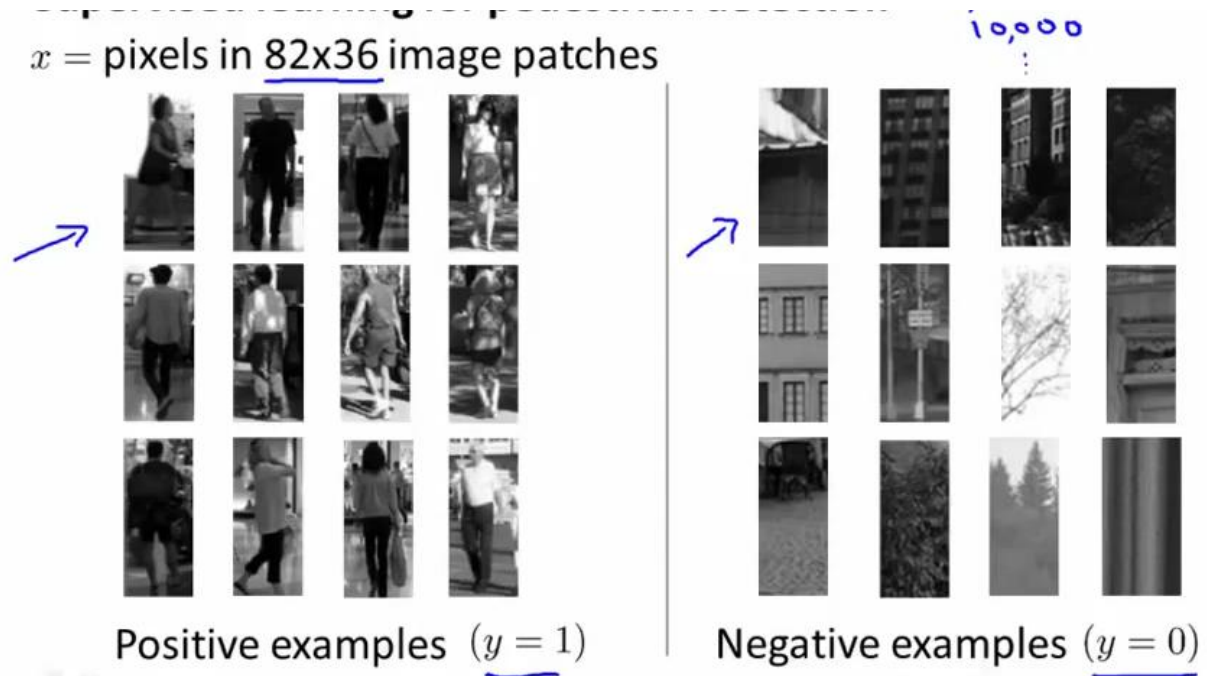 10,000
x = pixels in 82x36 image patches
Positive examples (y = 1)
Negative examples (y = 0)